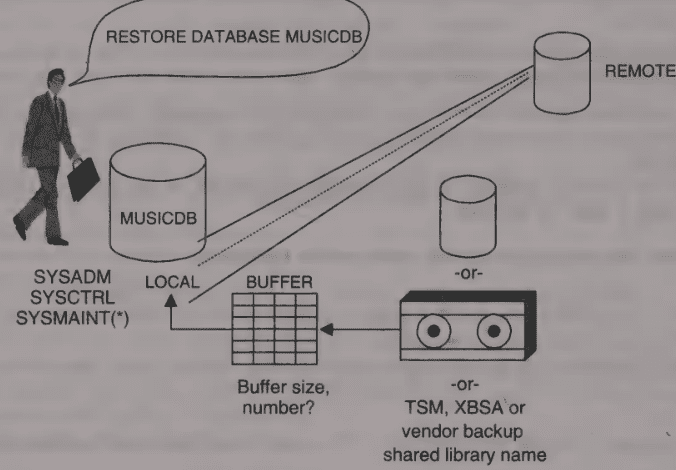 RESTORE DATABASE MUSICDB
REMOTE
MUSICDB
SYSADM
SYSCTRL
SYSMAINT(*)
LOCAL
BUFFER
Buffer size,
number?
-or-
-or-
TSM, XBSA or
vendor backup
shared library name